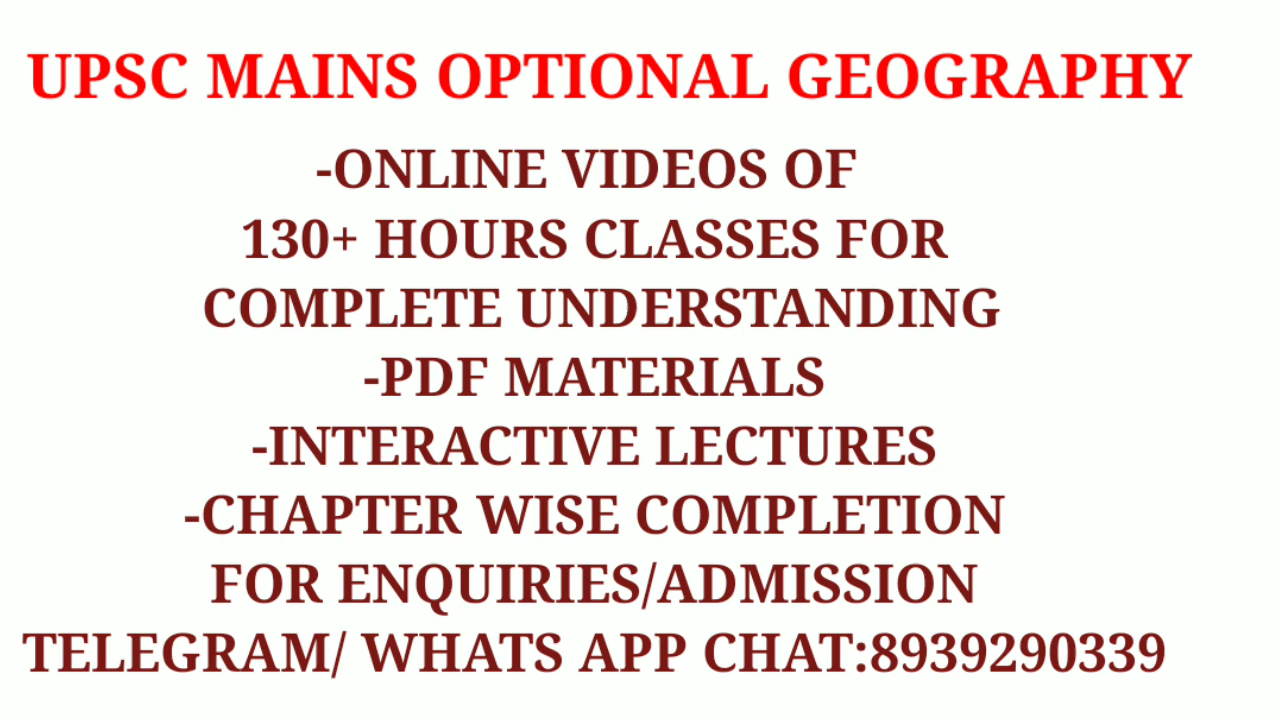 UPSC MAINS OPTIONAL GEOGRAPHY
-ONLINE VIDEOS OF
130+ HOURS CLASSES FOR
COMPLETE UNDERSTANDING
-PDF MATERIALS
-INTERACTIVE LECTURES
-CHAPTER WISE COMPLETION
FOR ENQUIRIES/ADMISSION
TELEGRAM/ WHATS APP CHAT:8939290339